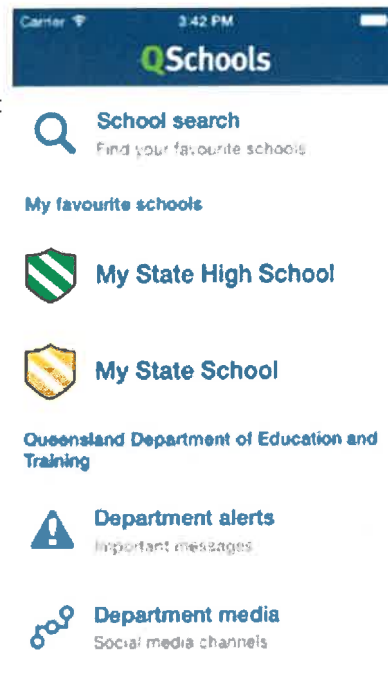 Carrier 3:42 PM
QSchools
School search
Find your favourite schools
My favourite schools
My State High School
My State School
Queensland Department of Education and
Training
Department alerts
Important messages
Department media
Social media channels